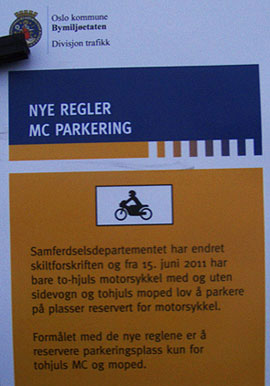 Oslo kommune
Bymiljøetaten
Divisjon trafikk
NYE REGLER
MC PARKERING
Samferdselsdepartementet har endret
skiltforskriften og fra 15. juni 2011 har
bare to-hjuls motorsykkel med og uten
sidevogn og tohjuls moped lov å parkere
på plasser reservert for motorsykkel.
Formålet med de nye reglene er å
reservere parkeringsplass kun for
tohjuls MC og moped.